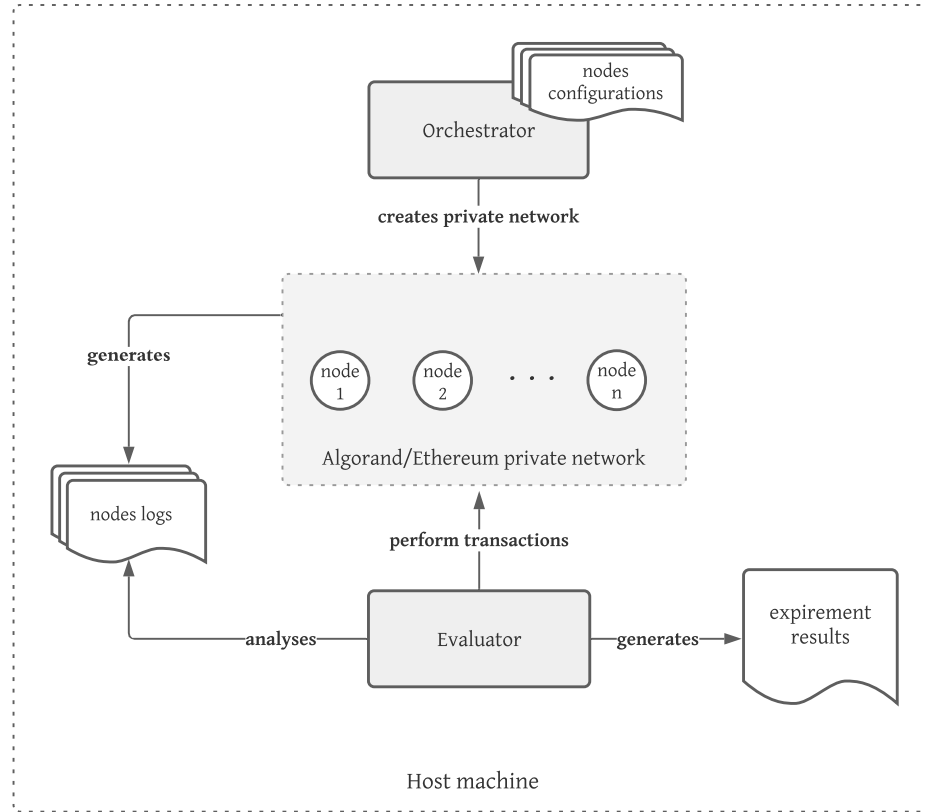 nodes
configurations
Orchestrator
creates private network
generates
node
1
node
2
. . .
node
n
Algorand/Ethereum private network
nodes logs
perform transactions
analyses
Evaluator
generates
expirement
results
Host machine